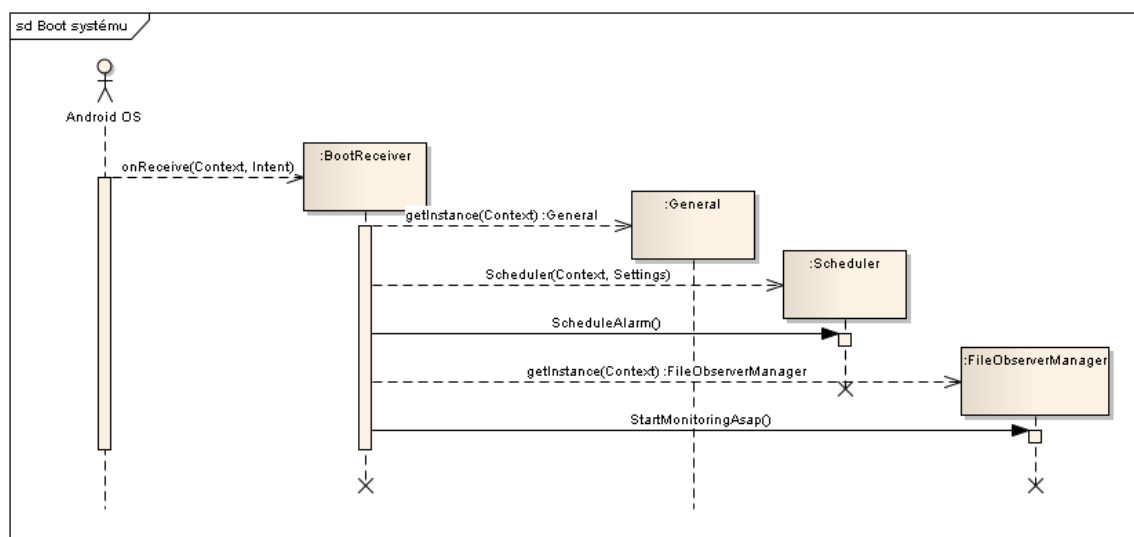 sd Boot systému
Android OS
onReceive(Context, Intent)
:BootReceiver
getInstance(Context) :General
:General
Scheduler(Context, Settings)
:Scheduler
ScheduleAlarm()
getInstance(Context) :FileObserverManager
:FileObserverManager
StartMonitoringAsap()